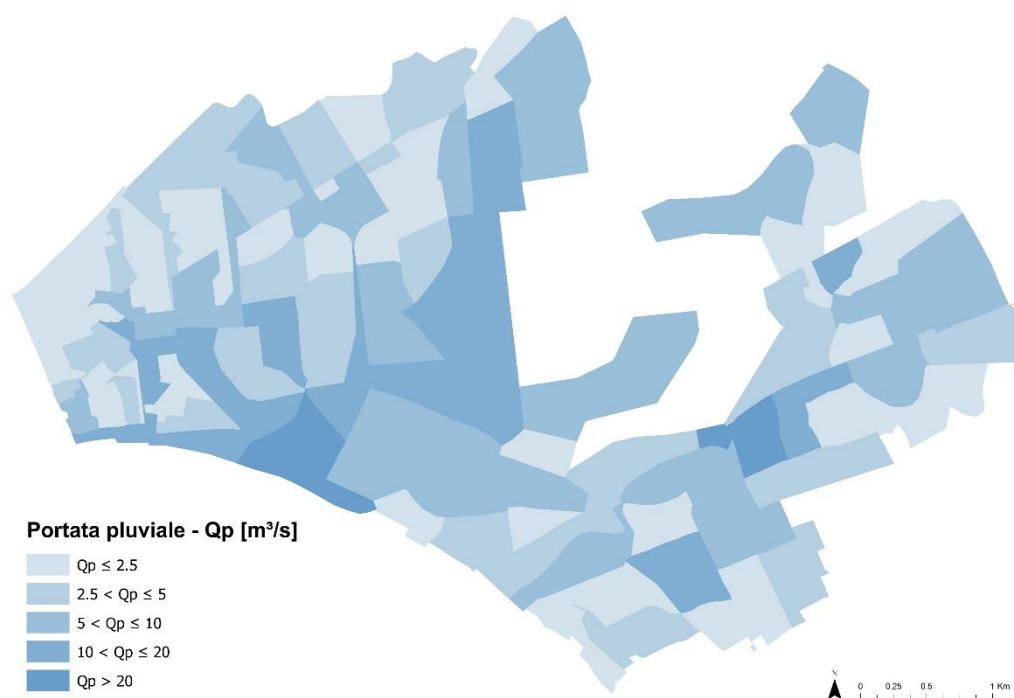 Portata pluviale - Qp [m³/s]
Qp ≤ 2.5
2.5 < Qp ≤ 5
5 < Qp ≤ 10
10 < Qp ≤ 20
Qp > 20
N
0 0.25 0.5 1 Km